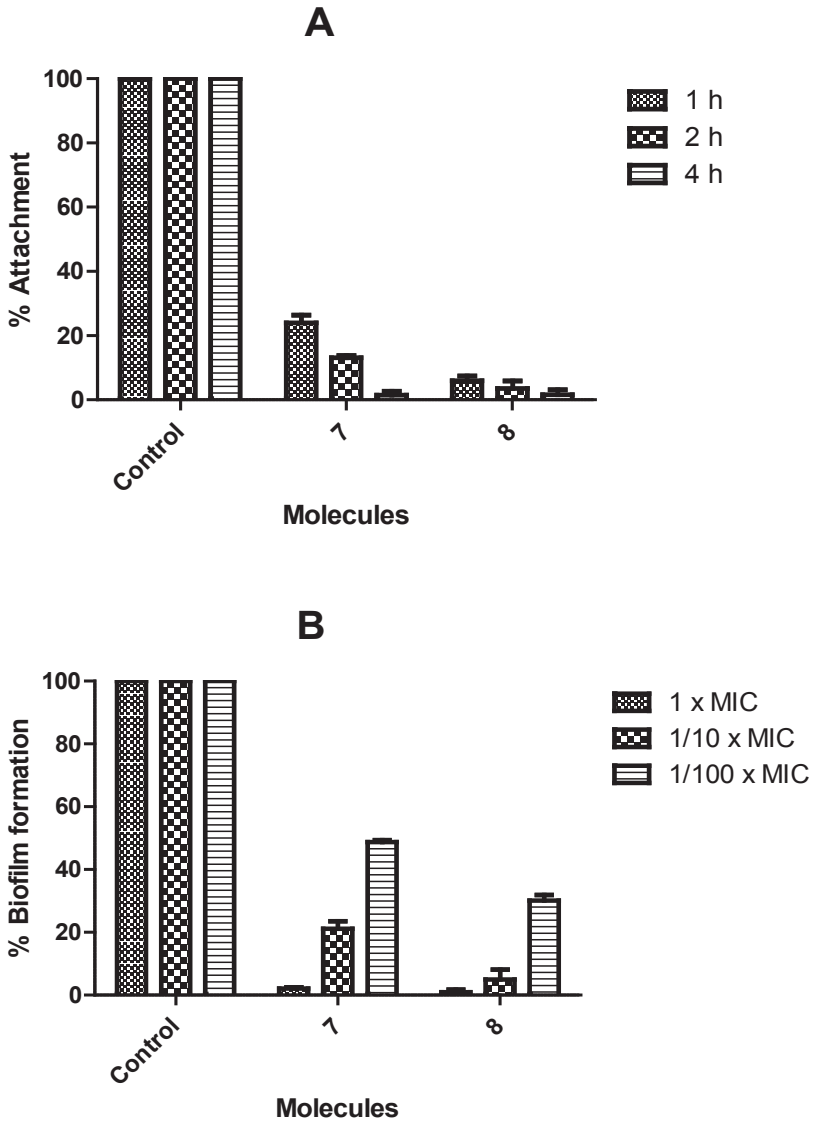 A
100
80
60
40
20
0
% Attachment
Control
7
8
Molecules
1 h
2 h
4 h
B
100
80
60
40
20
0
% Biofilm formation
Control
7
8
Molecules
1 x MIC
1/10 x MIC
1/100 x MIC